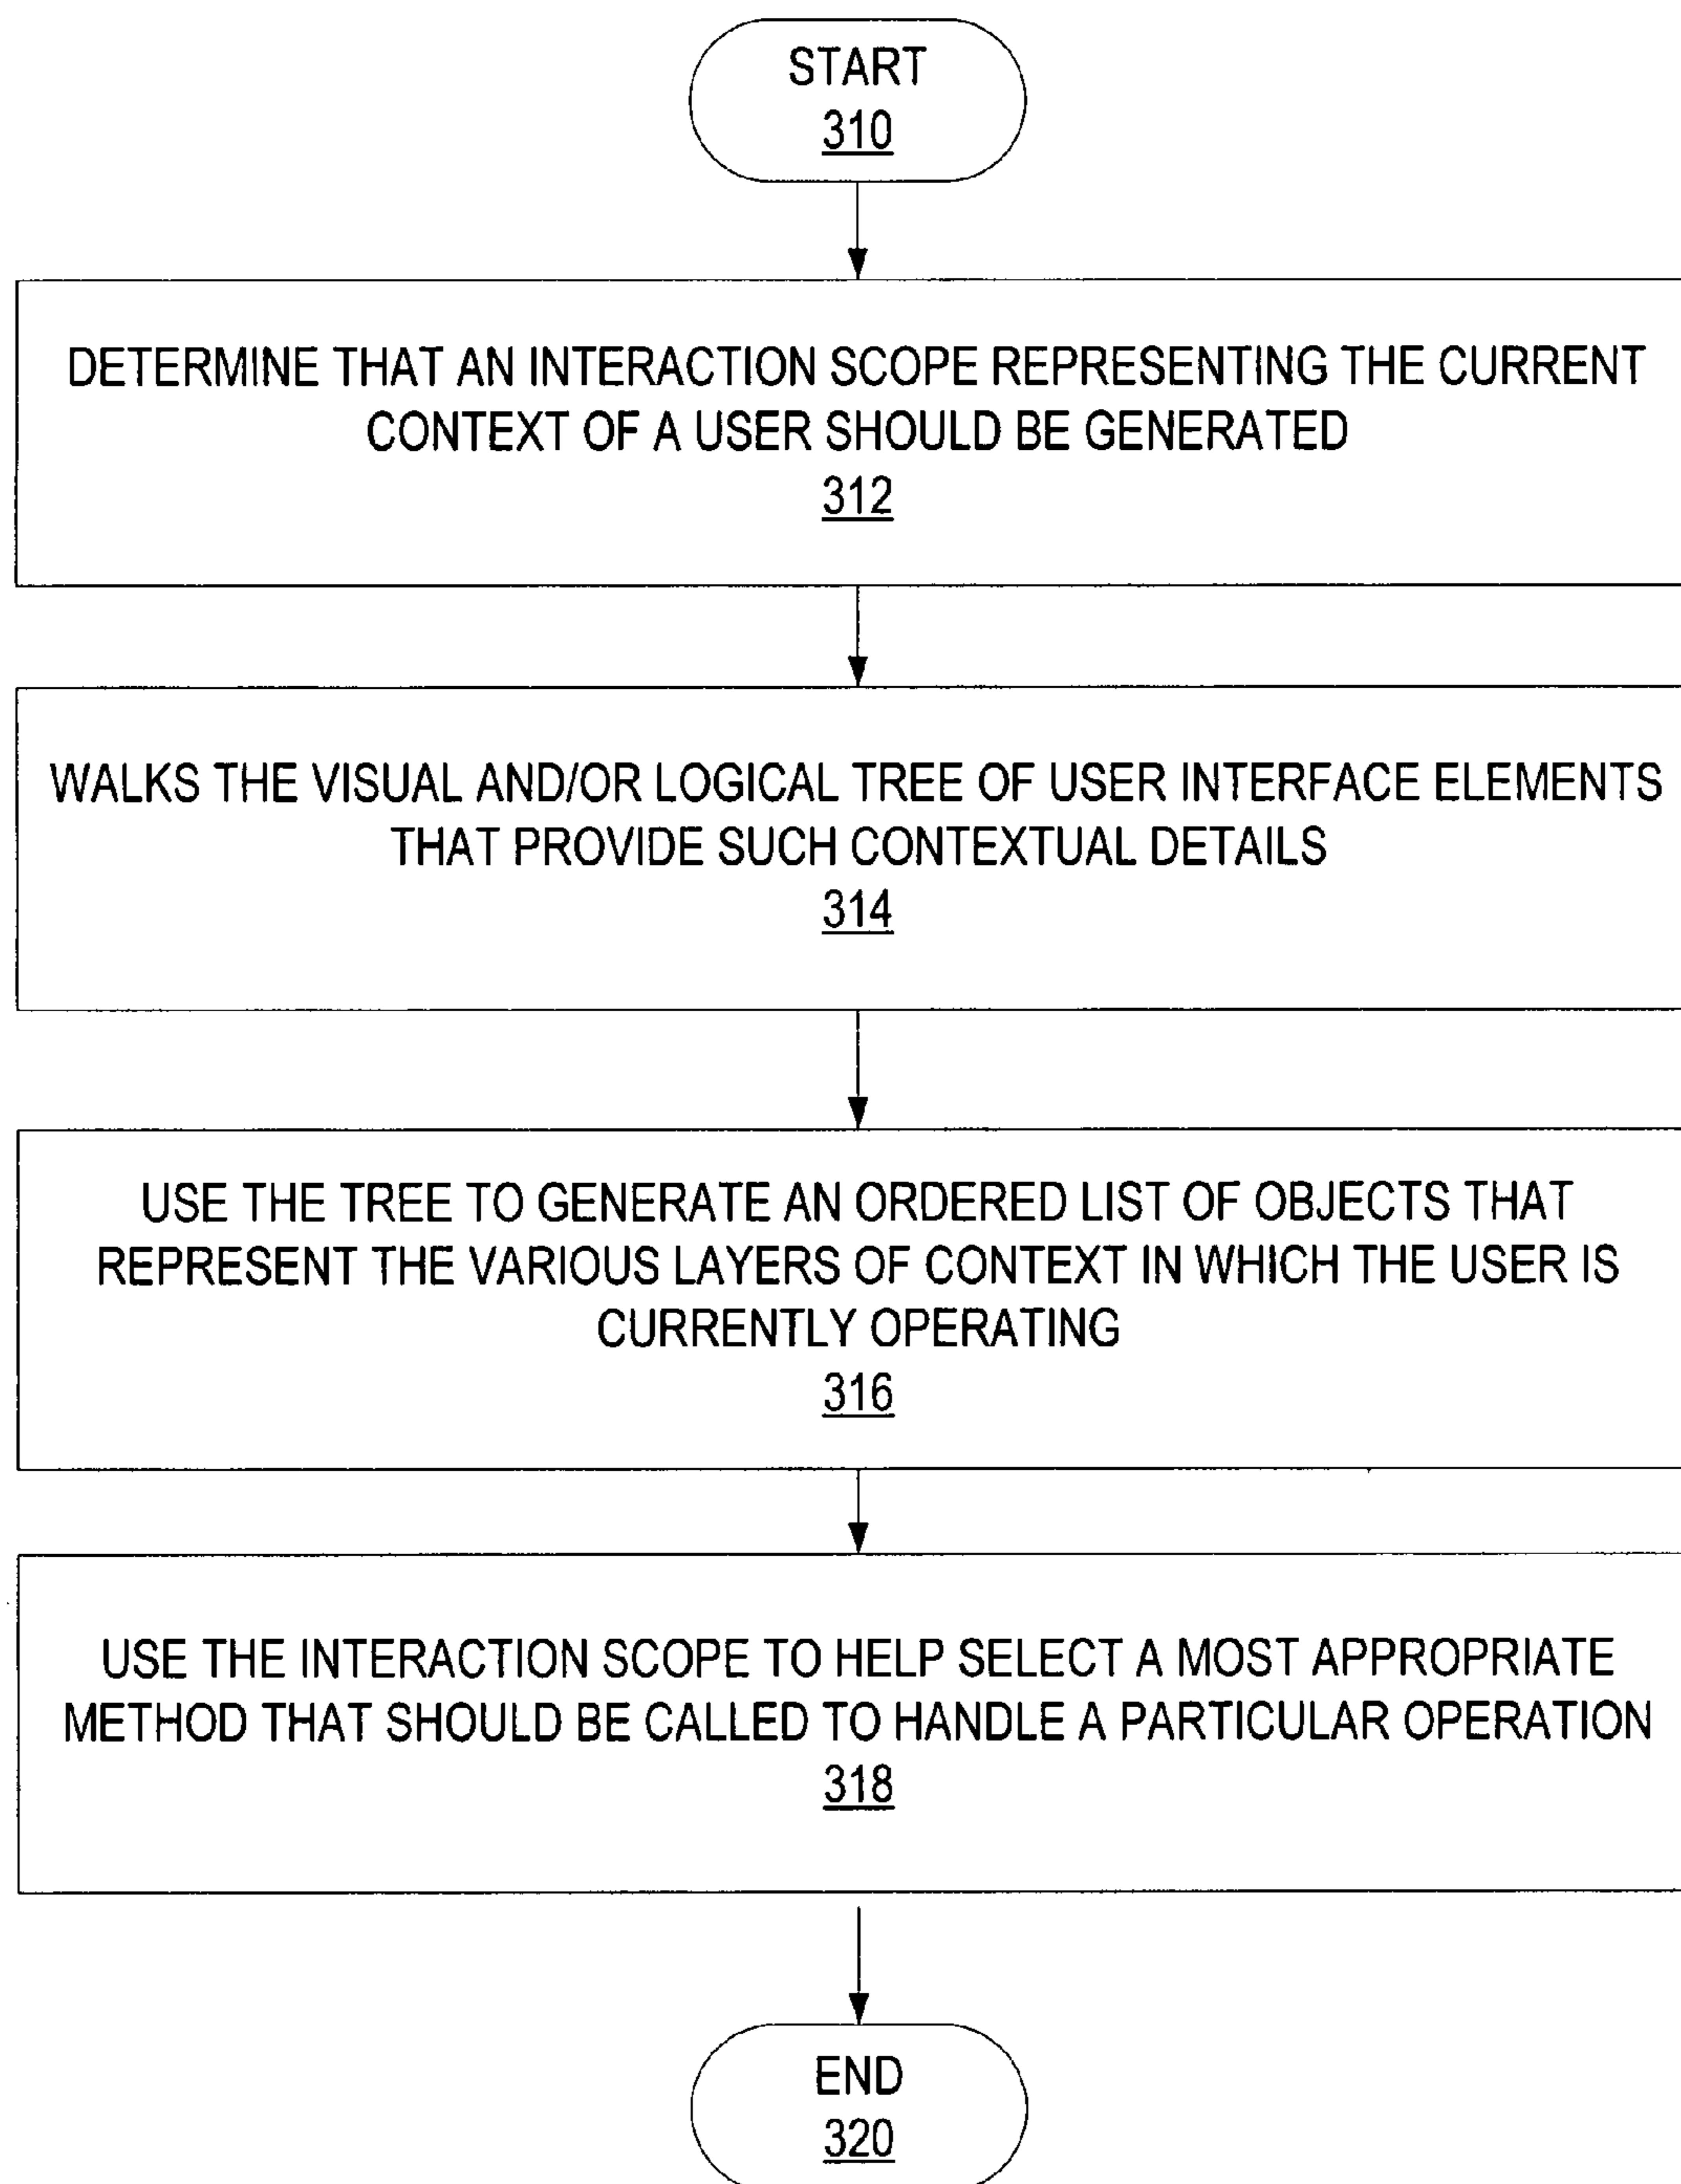 START
310
DETERMINE THAT AN INTERACTION SCOPE REPRESENTING THE CURRENT
CONTEXT OF A USER SHOULD BE GENERATED
312
WALKS THE VISUAL AND/OR LOGICAL TREE OF USER INTERFACE ELEMENTS
THAT PROVIDE SUCH CONTEXTUAL DETAILS
314
USE THE TREE TO GENERATE AN ORDERED LIST OF OBJECTS THAT
REPRESENT THE VARIOUS LAYERS OF CONTEXT IN WHICH THE USER IS
CURRENTLY OPERATING
316
USE THE INTERACTION SCOPE TO HELP SELECT A MOST APPROPRIATE
METHOD THAT SHOULD BE CALLED TO HANDLE A PARTICULAR OPERATION
318
END
320